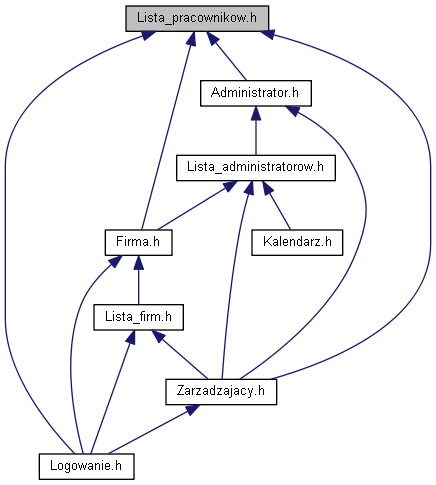 Lista_pracownikow.h
Administrator.h
Lista_administratorow.h
Firma.h
Kalendarz.h
Lista_firm.h
Zarzadzajacy.h
Logowanie.h